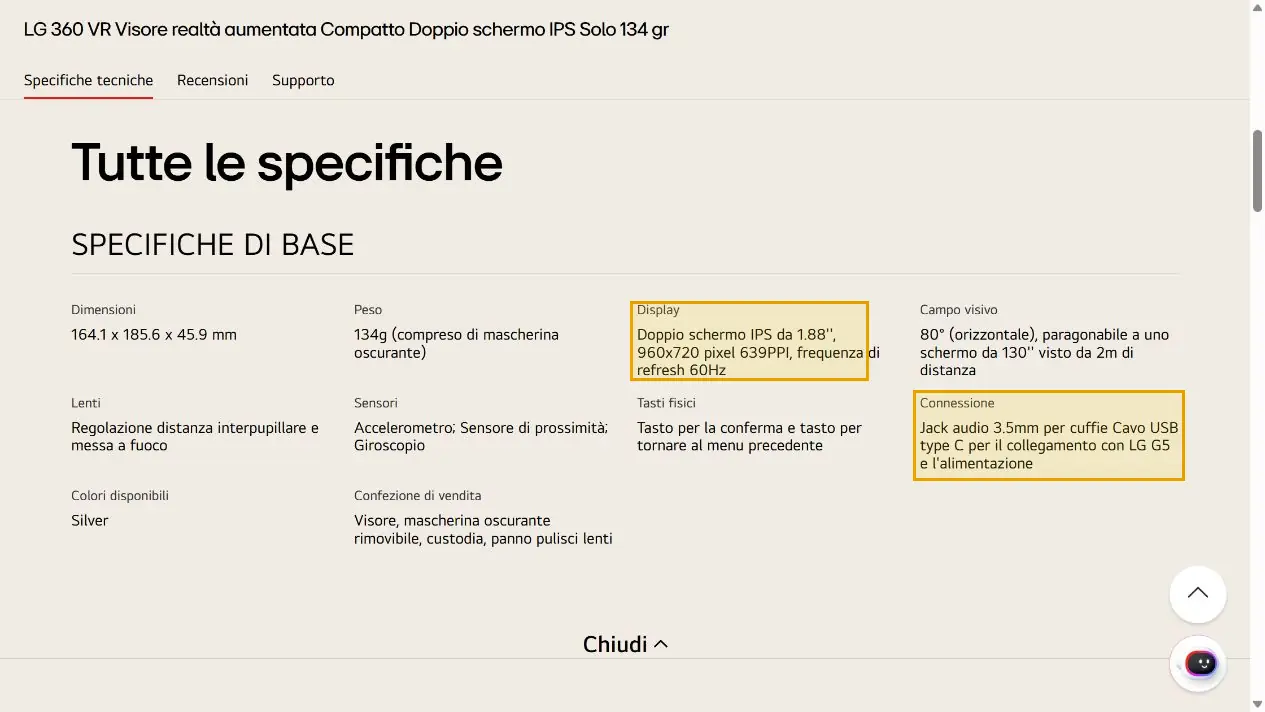 LG 360 VR Visore realtà aumentata Compatto Doppio schermo IPS Solo 134 gr
Specifiche tecniche
Recensioni
Supporto
Tutte le specifiche
SPECIFICHE DI BASE
Dimensioni
164.1 x 185.6 x 45.9 mm
Peso
134g (compreso di mascherina
oscurante)
Display
Doppio schermo IPS da 1.88'',
960x720 pixel 639PPI, frequenza di
refresh 60Hz
Campo visivo
80° (orizzontale), paragonabile a uno
schermo da 130'' visto da 2m di
distanza
Lenti
Regolazione distanza interpupillare e
messa a fuoco
Sensori
Accelerometro; Sensore di prossimità;
Giroscopio
Tasti fisici
Tasto per la conferma e tasto per
tornare al menu precedente
Connessione
Jack audio 3.5mm per cuffie Cavo USB
type C per il collegamento con LG G5
e l'alimentazione
Colori disponibili
Silver
Confezione di vendita
Visore, mascherina oscurante
rimovibile, custodia, panno pulisci lenti
Chiudi